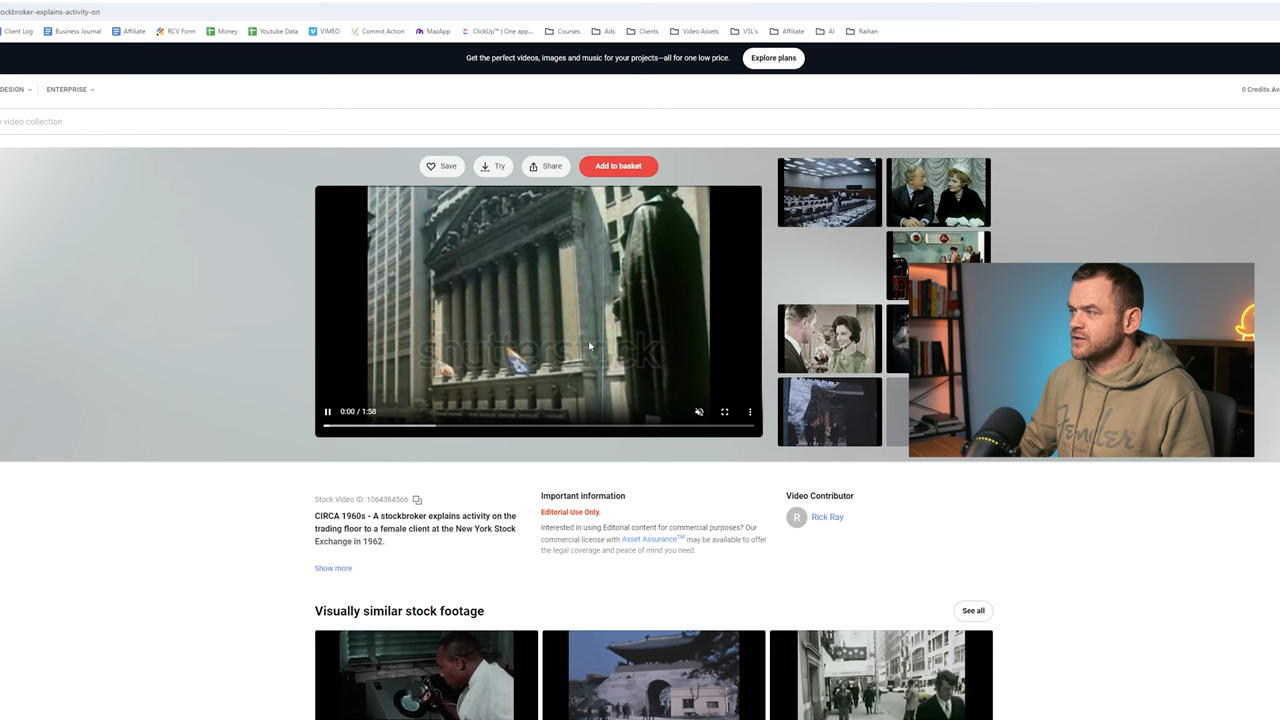 ockbroker-explains-activity-on
Client Log Business Journal Affiliate RCV Form Money Youtube Data VIMEO Commit Action MazApp ClickUp™ | One app... Courses Ads Clients Video Assets VSL's Affiliate AI Raihan
Get the perfect videos, images and music for your projects—all for one low price. Explore plans
DESIGN ENTERPRISE 0 Credits Av
video collection
Save Try Share Add to basket
shutterstock
0:00 / 1:58
Fender
Stock Video ID: 1064384566
CIRCA 1960s - A stockbroker explains activity on the
trading floor to a female client at the New York Stock
Exchange in 1962.
Show more
Important information
Editorial Use Only.
Interested in using Editorial content for commercial purposes? Our
commercial license with Asset Assurance™ may be available to offer
the legal coverage and peace of mind you need.
Video Contributor
R Rick Ray
Visually similar stock footage See all